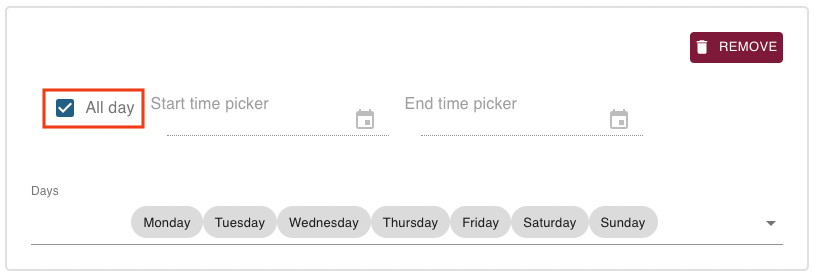 REMOVE
All day Start time picker End time picker
Days
Monday Tuesday Wednesday Thursday Friday Saturday Sunday